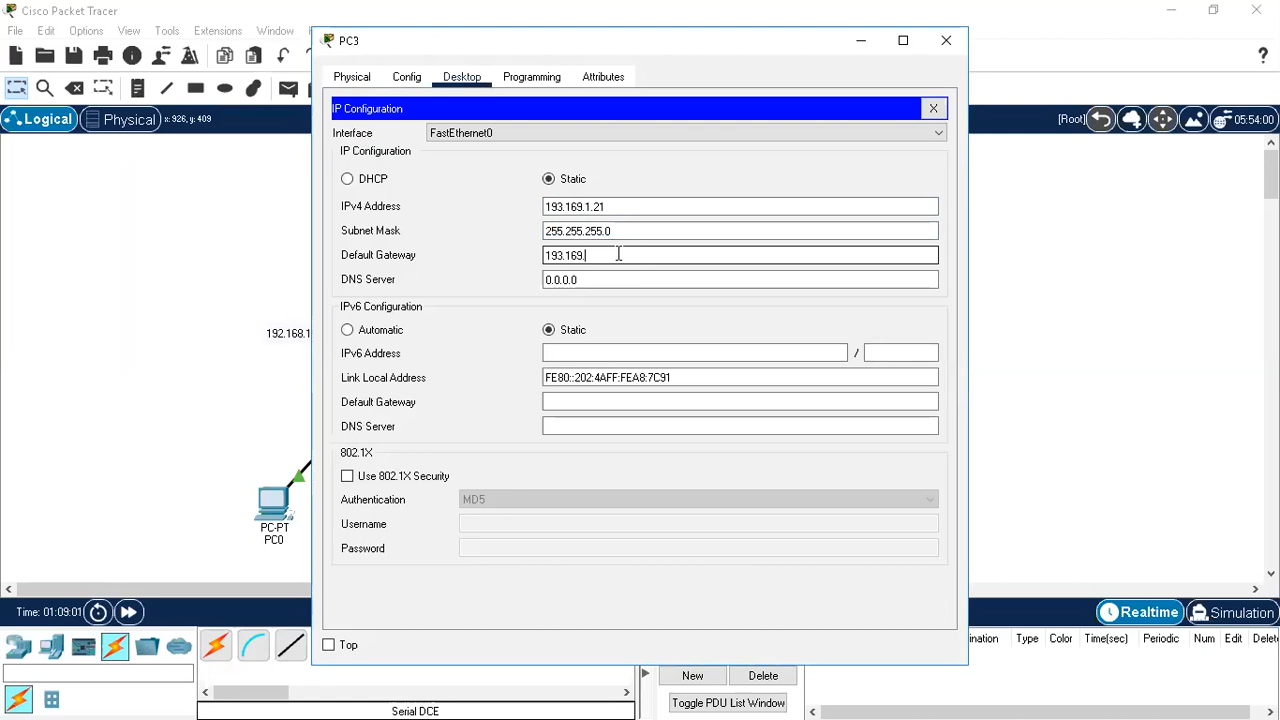 Cisco Packet Tracer
File Edit Options View Tools Extensions Window
Logical
Physical
x: 926, y: 409
[Root]
05:54:00
192.168.1
PC-PT
PC0
PC3
Physical
Config
Desktop
Programming
Attributes
IP Configuration
X
Interface
FastEthernet0
IP Configuration
DHCP
Static
IPv4 Address
193.169.1.21
Subnet Mask
255.255.255.0
Default Gateway
193.169.
DNS Server
0.0.0.0
IPv6 Configuration
Automatic
Static
IPv6 Address
/
Link Local Address
FE80::202:4AFF:FEA8:7C91
Default Gateway
DNS Server
802.1X
Use 802.1X Security
Authentication
MD5
Username
Password
Top
Time: 01:09:01
Realtime
Simulation
Serial DCE
New
Delete
Toggle PDU List Window
ination Type Color Time(sec) Periodic Num Edit Delet